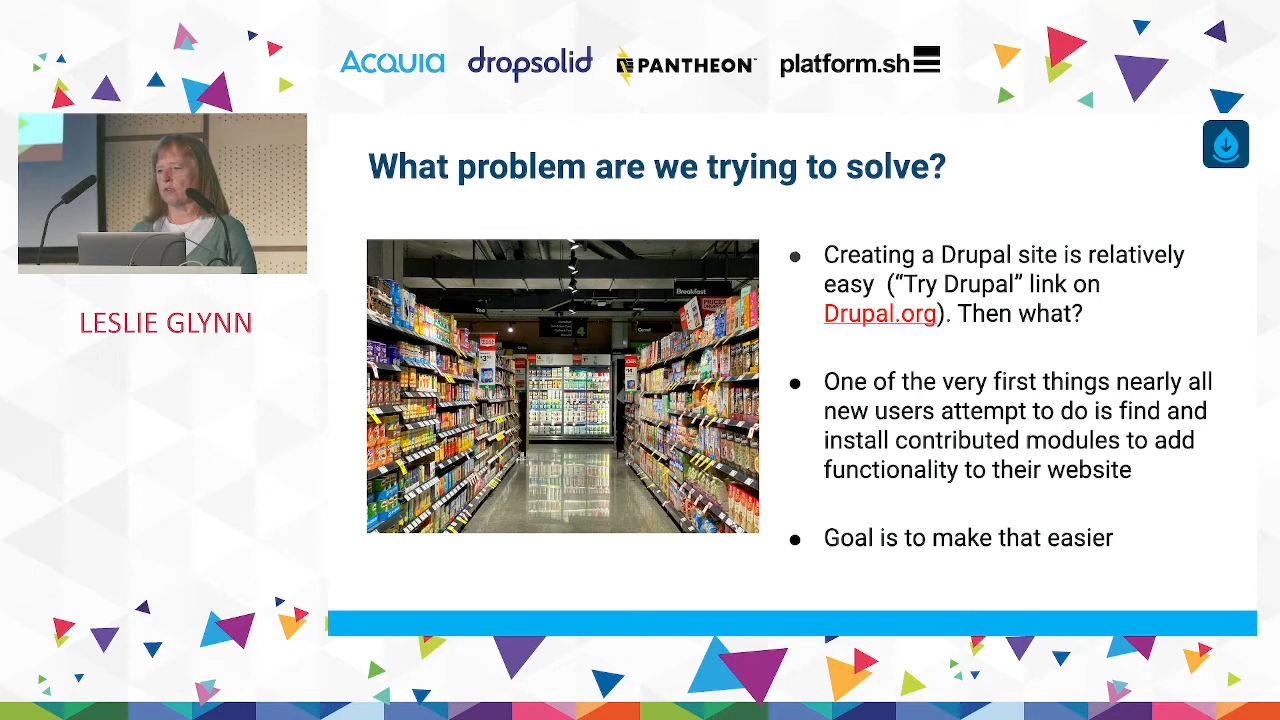 Acquia dropsolid PANTHEON platform.sh
What problem are we trying to solve?
LESLIE GLYNN
Creating a Drupal site is relatively
easy (“Try Drupal” link on
Drupal.org). Then what?
One of the very first things nearly all
new users attempt to do is find and
install contributed modules to add
functionality to their website
Goal is to make that easier
Breakfast
Tea
4